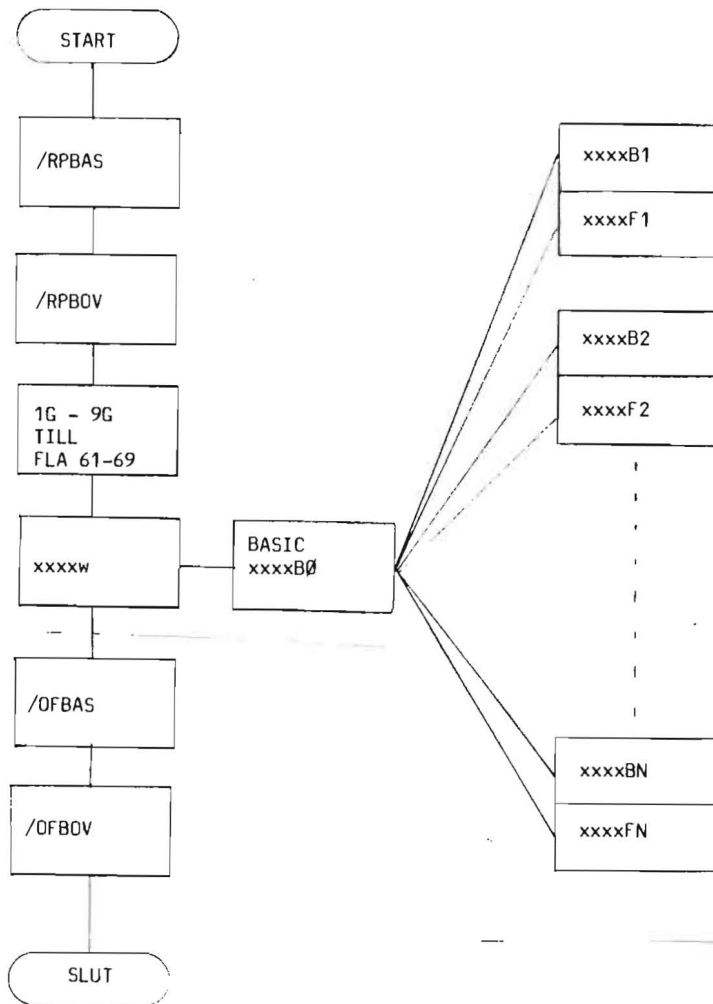 START
/RPBAS
/RPBOV
1G - 9G
TILL
FLA 61-69
xxxxW
/OFBAS
/OFBOV
SLUT
BASIC
xxxxBØ
xxxxB1
xxxxF1
xxxxB2
xxxxF2
xxxxBN
xxxxFN